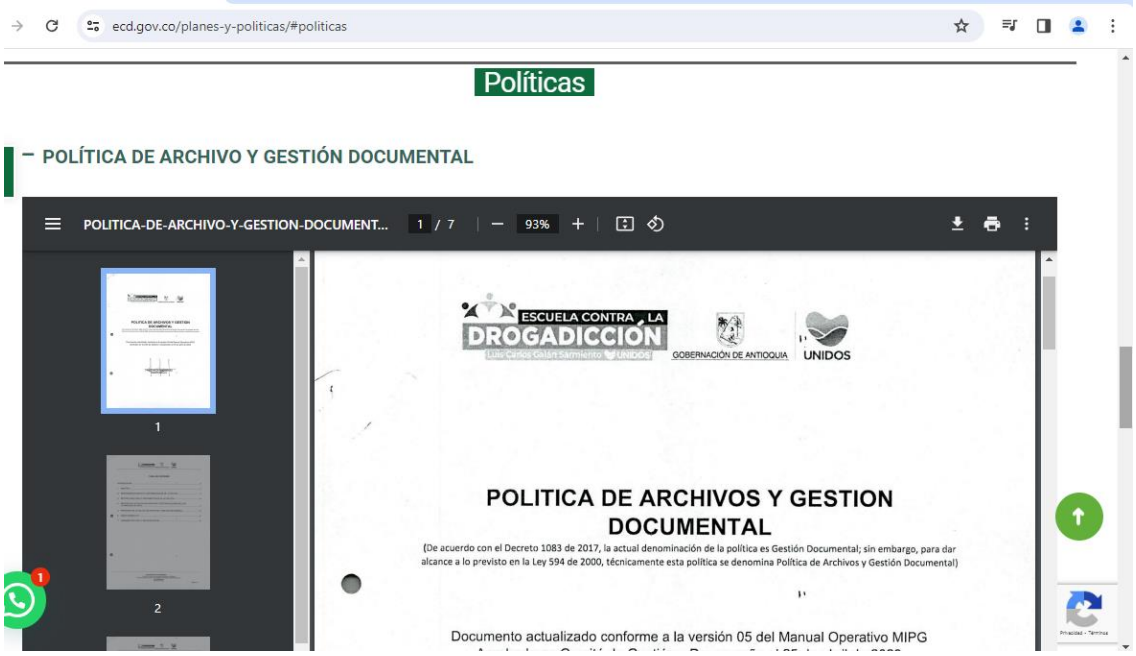 ecd.gov.co/planes-y-politicas/#politicas
Políticas
– POLÍTICA DE ARCHIVO Y GESTIÓN DOCUMENTAL
POLITICA-DE-ARCHIVO-Y-GESTION-DOCUMENT... 1 / 7 | — 93% + |
ESCUELA CONTRA LA
DROGADICCIÓN
Luis Carlos Galán Sarmiento UNIDOS
GOBERNACIÓN DE ANTIOQUIA
UNIDOS
1
2
POLITICA DE ARCHIVOS Y GESTION
DOCUMENTAL
(De acuerdo con el Decreto 1083 de 2017, la actual denominación de la política es Gestión Documental; sin embargo, para dar
alcance a lo previsto en la Ley 594 de 2000, técnicamente esta política se denomina Política de Archivos y Gestión Documental)
Documento actualizado conforme a la versión 05 del Manual Operativo MIPG
1
Privacidad - Términos